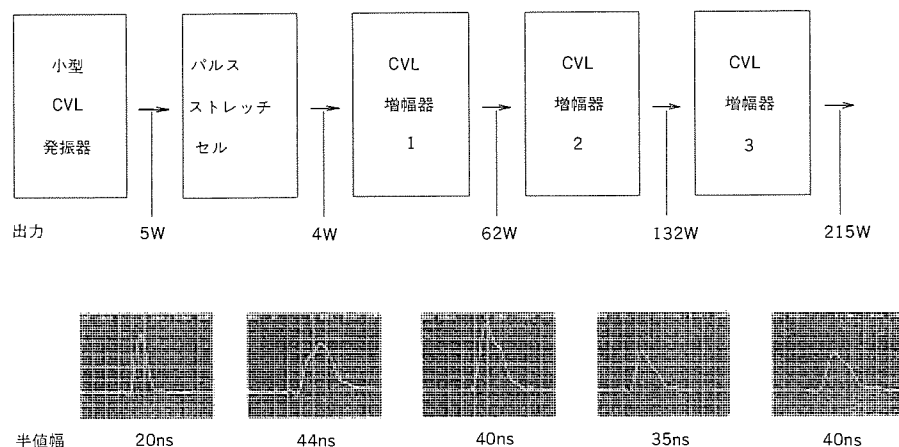 小型
CVL
発振器
パルス
ストレッチ
セル
CVL
増幅器
1
CVL
増幅器
2
CVL
増幅器
3
出力 5W 4W 62W 132W 215W
半値幅 20ns 44ns 40ns 35ns 40ns